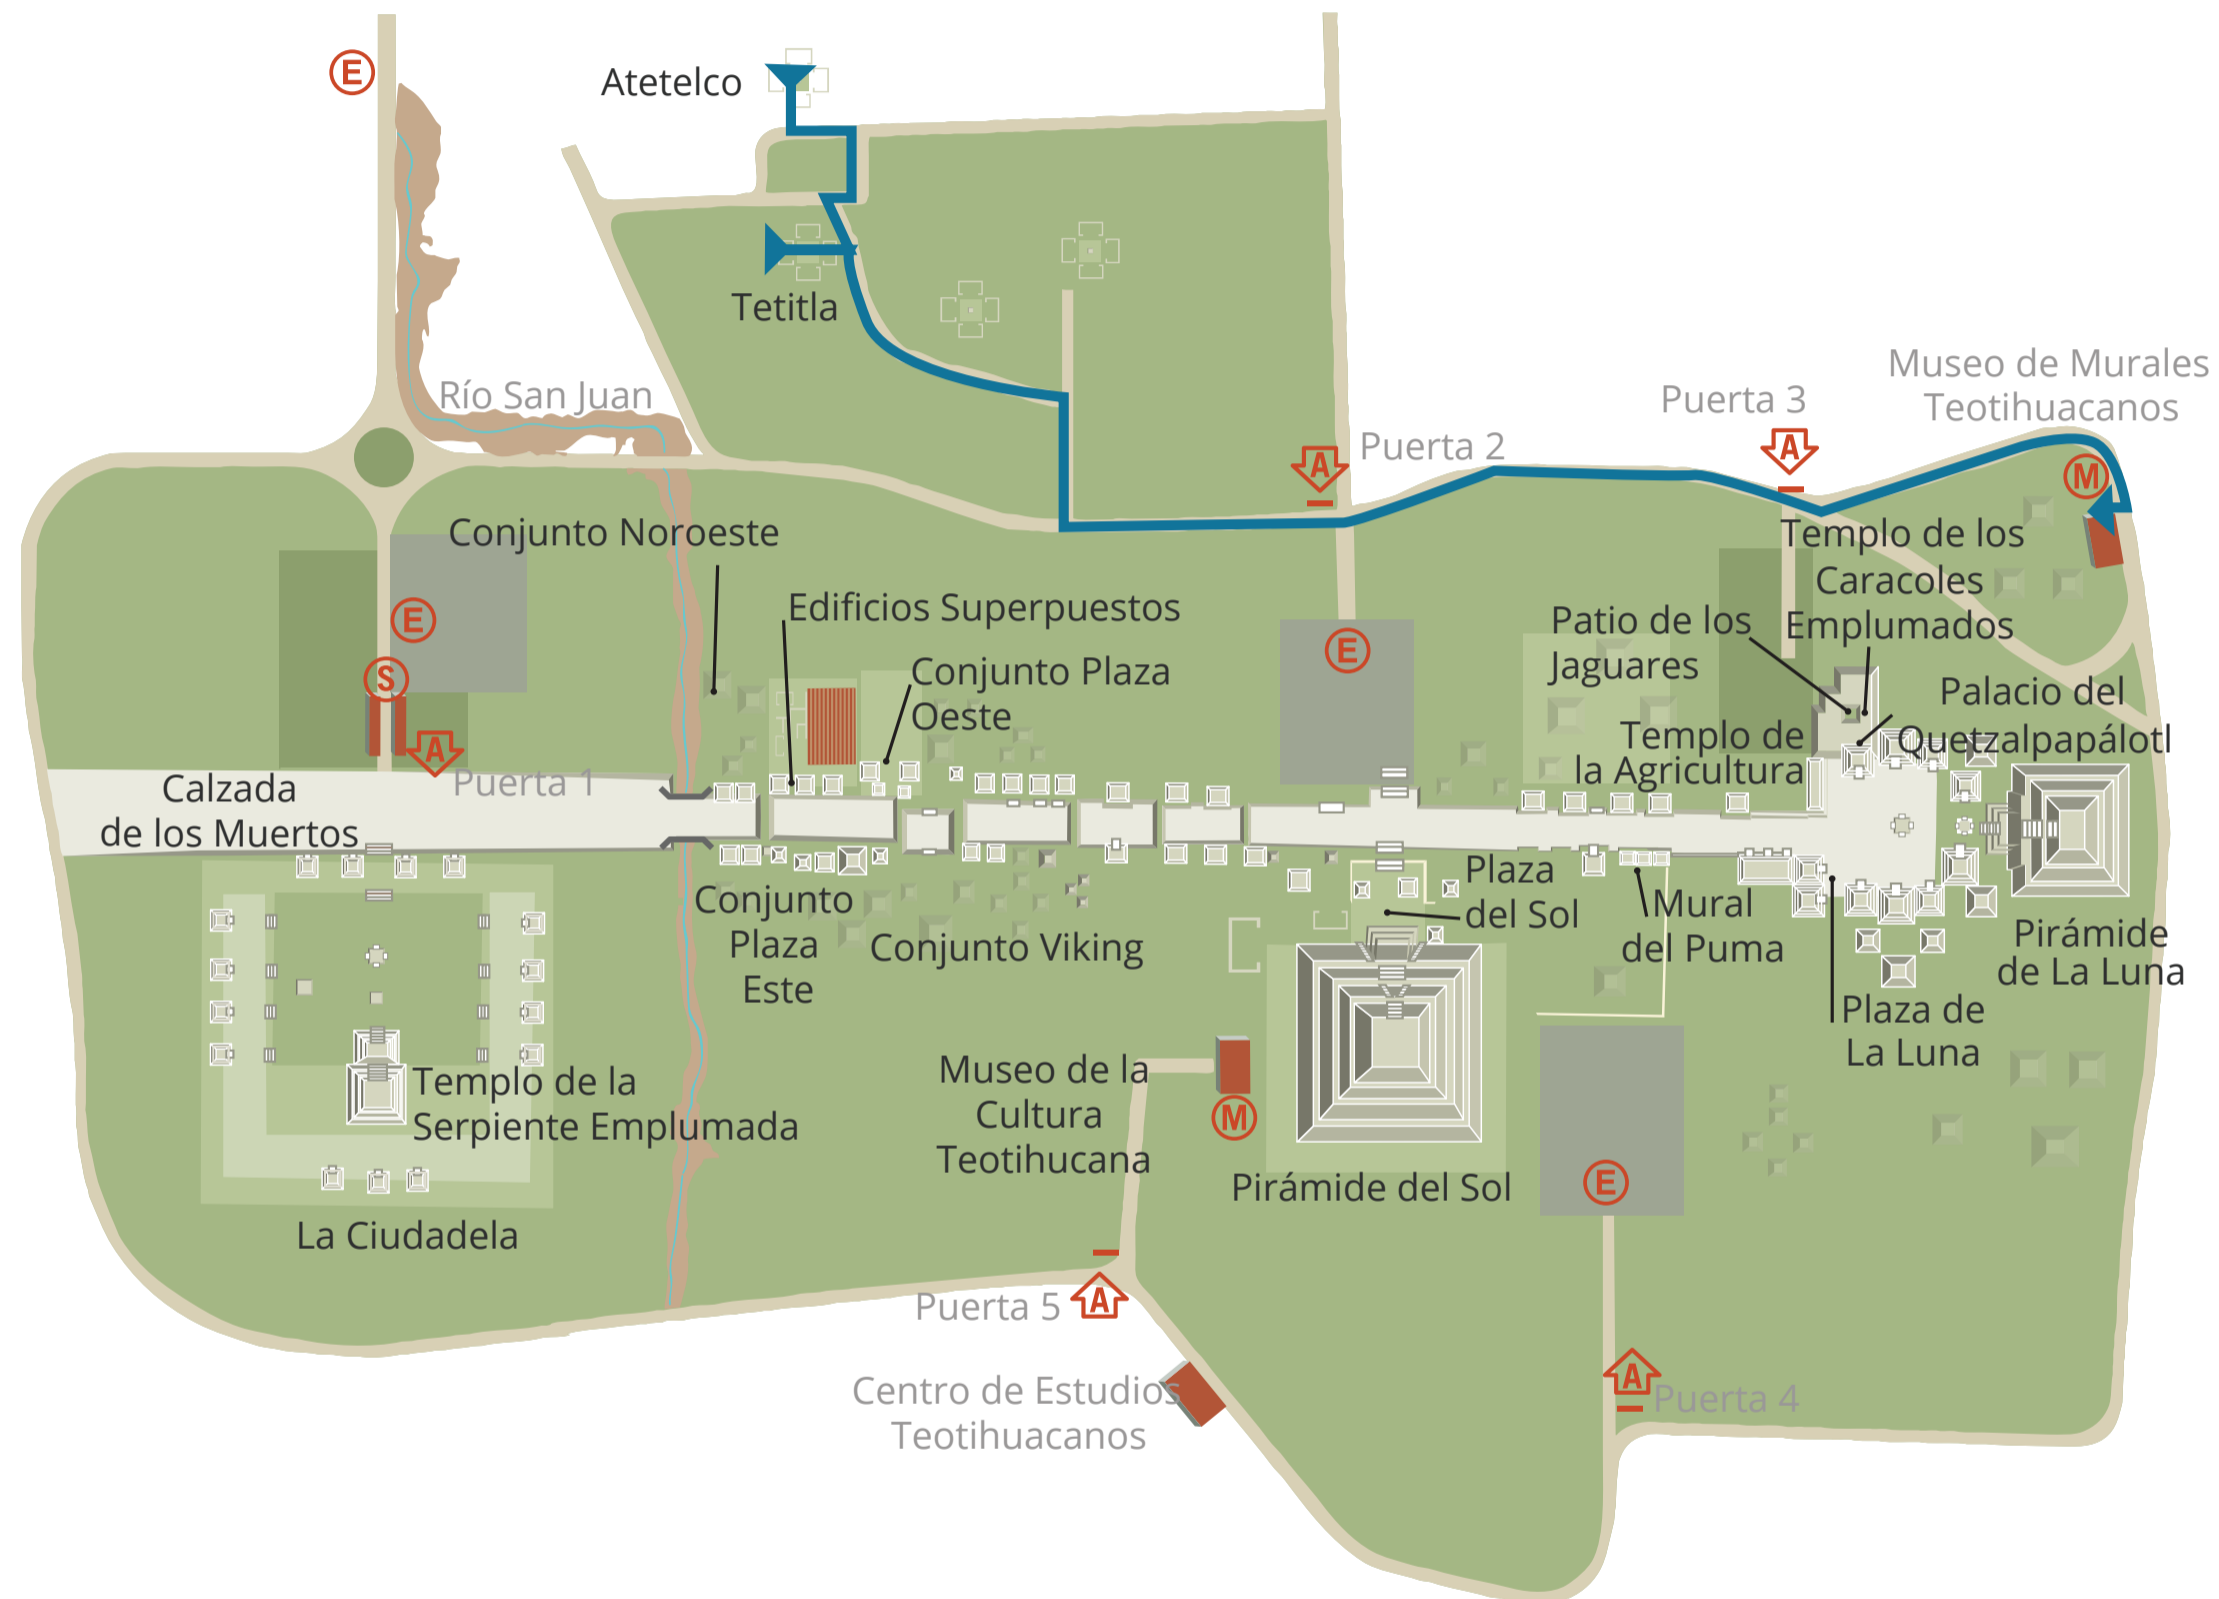 E
Atetelco
Tetitla
Río San Juan
Museo de Murales
Teotihuacanos
Puerta 3
A
Puerta 2
A
M
Conjunto Noroeste
Templo de los
Caracoles
Emplumados
Edificios Superpuestos
E
Patio de los
Jaguares
E
Conjunto Plaza
Oeste
S
Palacio del
Quetzalpapálotl
A
Puerta 1
Templo de
la Agricultura
Calzada
de los Muertos
Plaza
del Sol
Conjunto
Plaza
Este
Conjunto Viking
Mural
del Puma
Pirámide
de La Luna
Plaza de
La Luna
Templo de la
Serpiente Emplumada
Museo de la
Cultura
Teotihucana
M
Pirámide del Sol
E
La Ciudadela
Puerta 5
A
Centro de Estudios
Teotihuacanos
A
Puerta 4